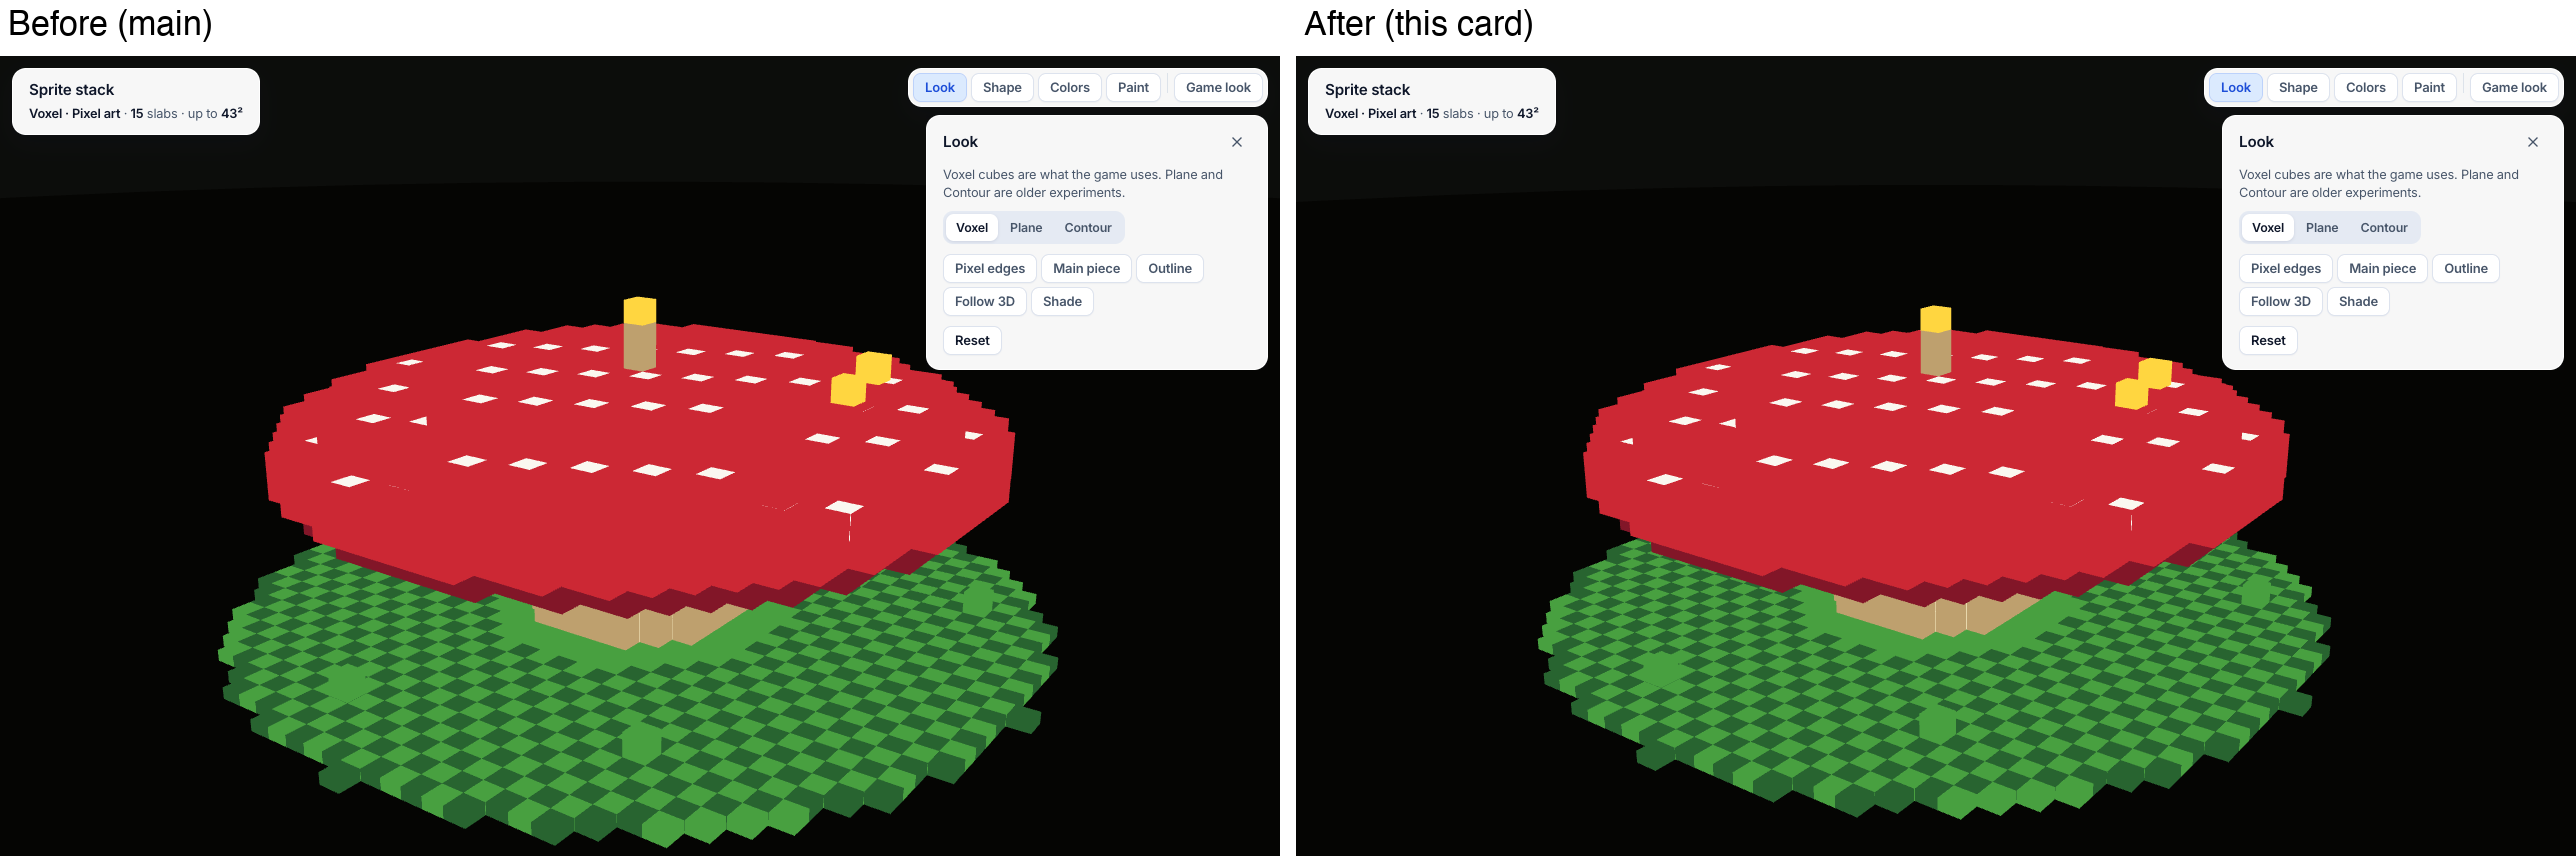 Before (main)
Sprite stack
Voxel · Pixel art · 15 slabs · up to 43²
Look Shape Colors Paint Game look
Look
Voxel cubes are what the game uses. Plane and
Contour are older experiments.
Voxel Plane Contour
Pixel edges Main piece Outline
Follow 3D Shade
Reset
After (this card)
Sprite stack
Voxel · Pixel art · 15 slabs · up to 43²
Look Shape Colors Paint Game look
Look
Voxel cubes are what the game uses. Plane and
Contour are older experiments.
Voxel Plane Contour
Pixel edges Main piece Outline
Follow 3D Shade
Reset